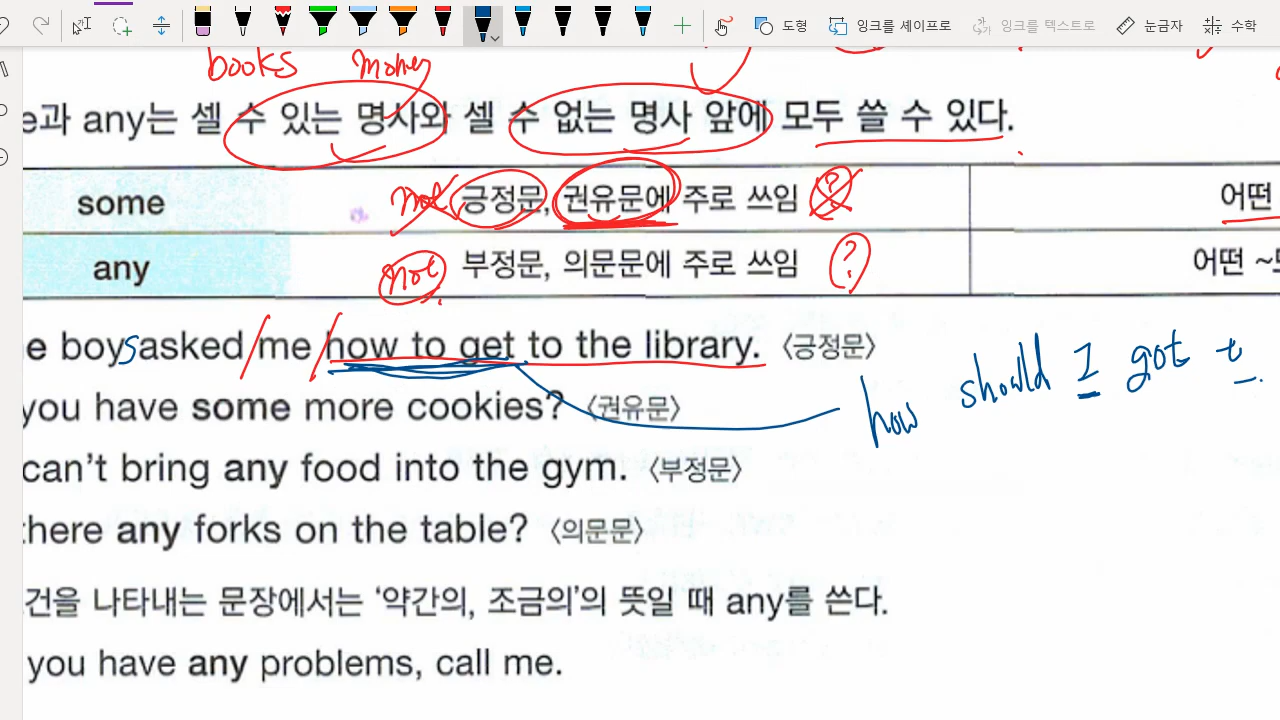 도형 잉크를 셰이프로 잉크를 텍스트로 눈금자 수학
books money
e과 any는 셀 수 있는 명사와 셀 수 없는 명사 앞에 모두 쓸 수 있다.
some not 긍정문, 권유문에 주로 쓰임 ? 어떤
any not 부정문, 의문문에 주로 쓰임 ? 어떤 ~도
e boys asked / me / how to get to the library. 〈긍정문〉
how should I got t
you have some more cookies? 〈권유문〉
can't bring any food into the gym. 〈부정문〉
here any forks on the table? 〈의문문〉
건을 나타내는 문장에서는 '약간의, 조금의'의 뜻일 때 any를 쓴다.
you have any problems, call me.